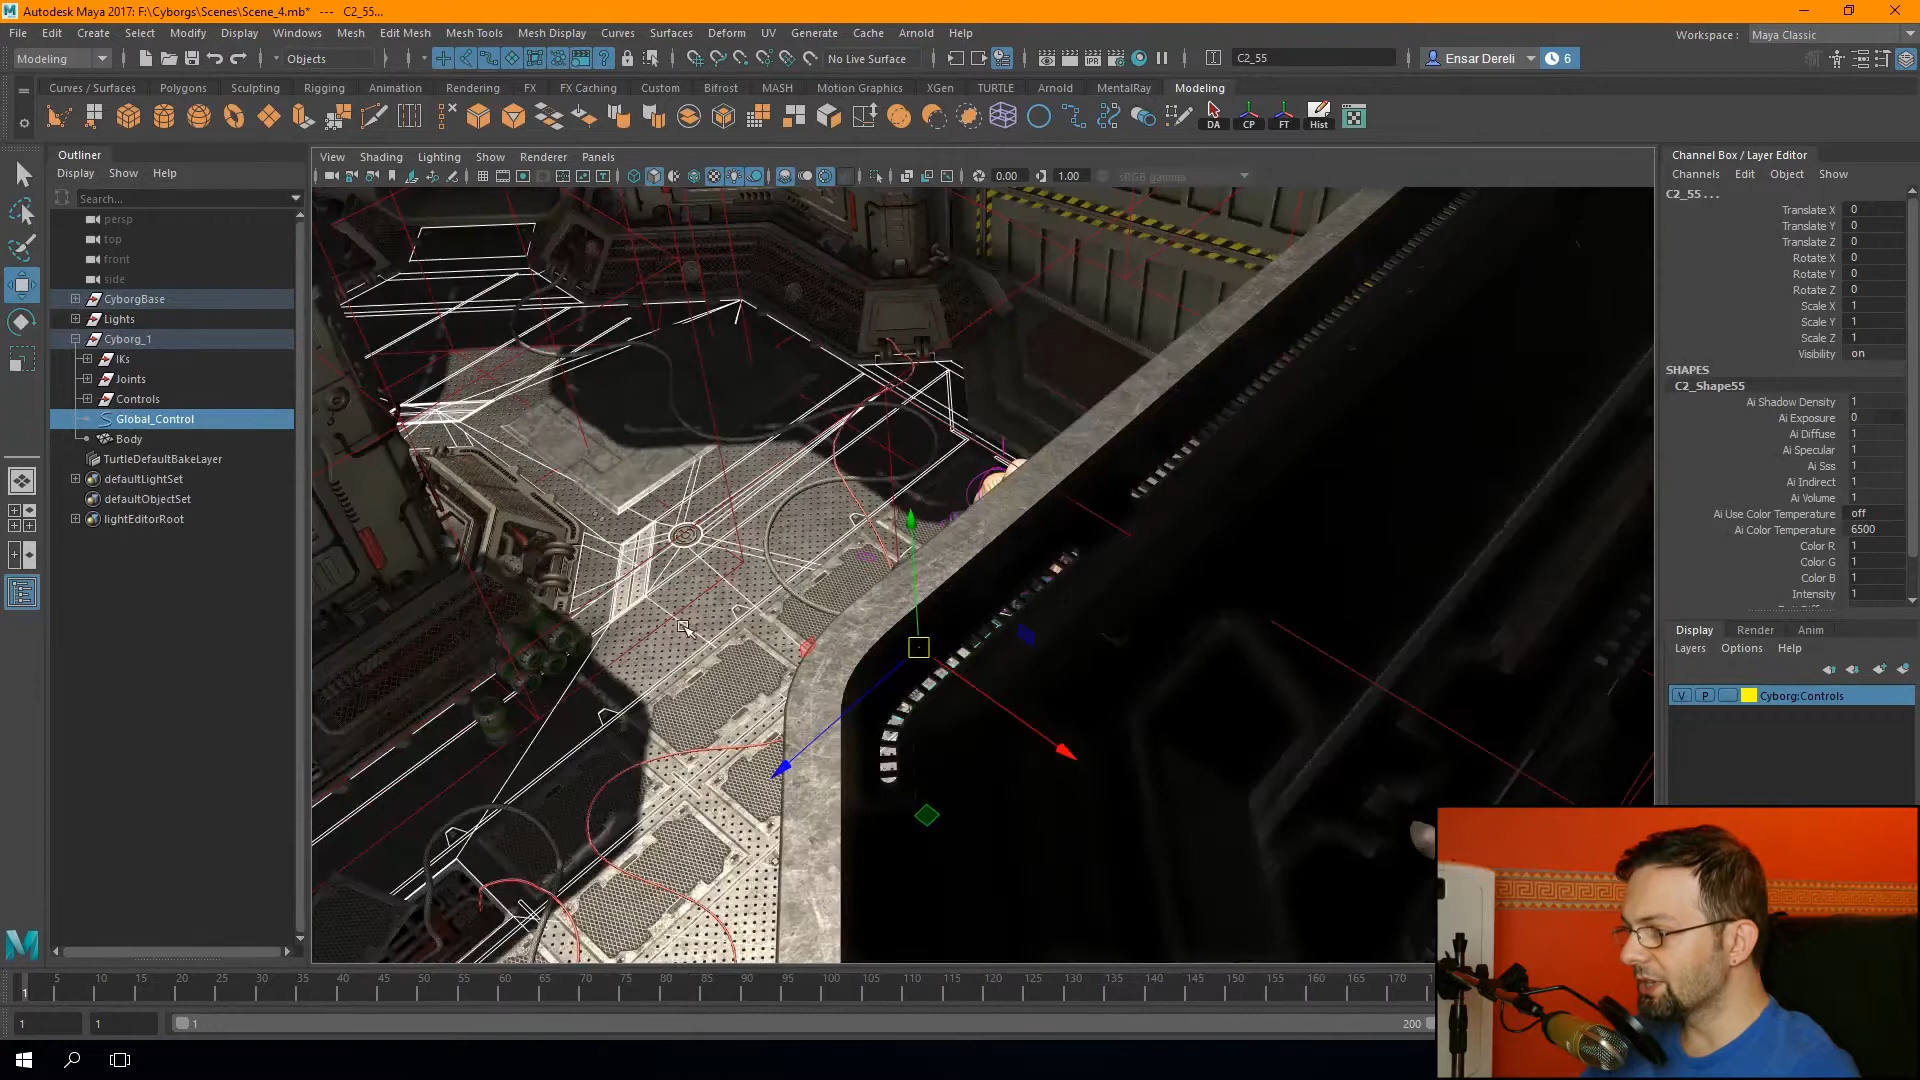 Autodesk Maya 2017: F:\Cyborgs\Scenes\Scene_4.mb*   ---   C2_55...
File Edit Create Select Modify Display Windows Mesh Edit Mesh Mesh Tools Mesh Display Curves Surfaces Deform UV Generate Cache Arnold Help
Workspace : Maya Classic
Modeling Objects No Live Surface C2_55 Ensar Dereli 6
Curves / Surfaces Polygons Sculpting Rigging Animation Rendering FX FX Caching Custom Bifrost MASH Motion Graphics XGen TURTLE Arnold MentalRay Modeling
IPR
DA CP FT Hist
Outliner
Display Show Help
Search...
persp
top
front
side
CyborgBase
Lights
Cyborg_1
IKs
Joints
Controls
Global_Control
Body
TurtleDefaultBakeLayer
defaultLightSet
defaultObjectSet
lightEditorRoot
View Shading Lighting Show Renderer Panels
0.00 1.00 sRGB gamma
Channel Box / Layer Editor
Channels Edit Object Show
C2_55 . . .
Translate X 0
Translate Y 0
Translate Z 0
Rotate X 0
Rotate Y 0
Rotate Z 0
Scale X 1
Scale Y 1
Scale Z 1
Visibility on
SHAPES
C2_Shape55
Ai Shadow Density 1
Ai Exposure 0
Ai Diffuse 1
Ai Specular 1
Ai Sss 1
Ai Indirect 1
Ai Volume 1
Ai Use Color Temperature off
Ai Color Temperature 6500
Color R 1
Color G 1
Color B 1
Intensity 1
Display Render Anim
Layers Options Help
V P Cyborg:Controls
5 10 15 20 25 30 35 40 45 50 55 60 65 70 75 80 85 90 95 100 105 110 115 120 125 130 135 140 145 150 155 160 165 170
1
1 1 1 200